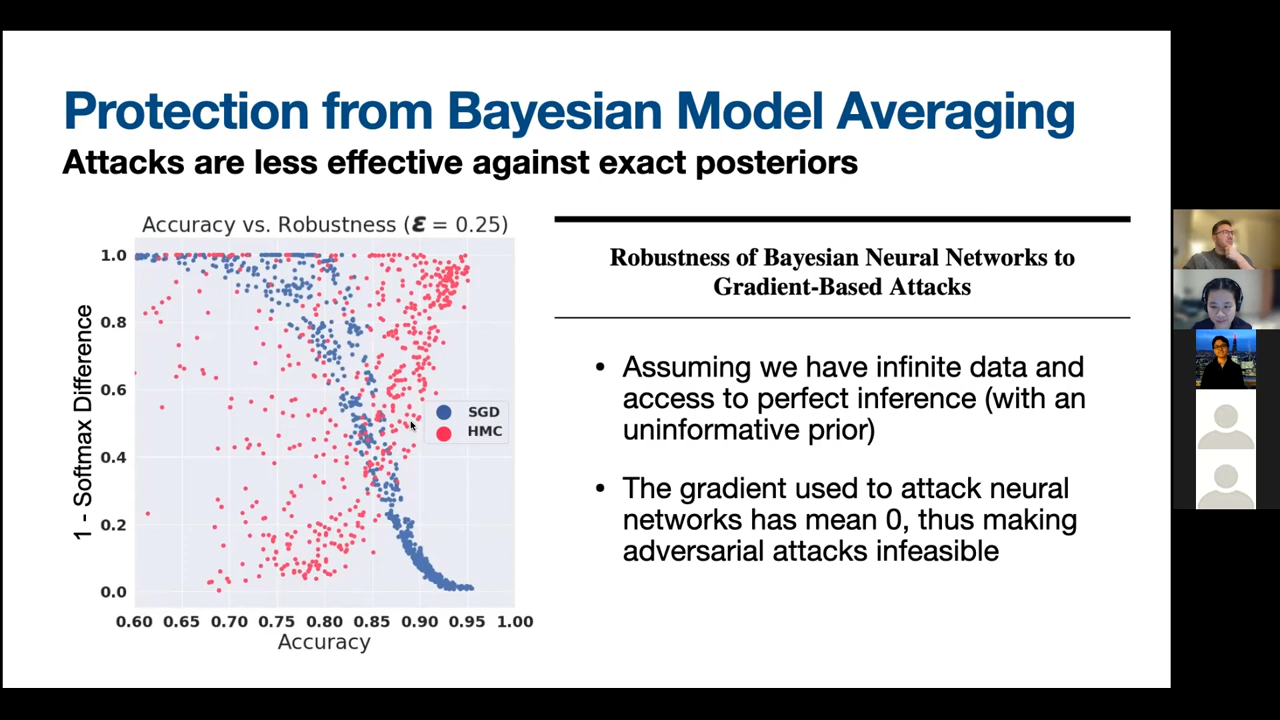 Protection from Bayesian Model Averaging
Attacks are less effective against exact posteriors
Accuracy vs. Robustness (ε = 0.25)
1 - Softmax Difference
1.0
0.8
0.6
0.4
0.2
0.0
SGD
HMC
0.60 0.65 0.70 0.75 0.80 0.85 0.90 0.95 1.00
Accuracy
Robustness of Bayesian Neural Networks to
Gradient-Based Attacks
• Assuming we have infinite data and
access to perfect inference (with an
uninformative prior)
• The gradient used to attack neural
networks has mean 0, thus making
adversarial attacks infeasible